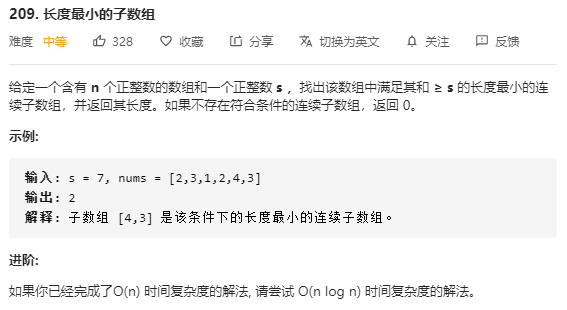 209. 长度最小的子数组
难度 中等 328 收藏 分享 切换为英文 关注 反馈
给定一个含有 n 个正整数的数组和一个正整数 s ，找出该数组中满足其和 ≥ s 的长度最小的连
续子数组，并返回其长度。如果不存在符合条件的连续子数组，返回 0。
示例:
输入: s = 7, nums = [2,3,1,2,4,3]
输出: 2
解释: 子数组 [4,3] 是该条件下的长度最小的连续子数组。
进阶:
如果你已经完成了O(n) 时间复杂度的解法, 请尝试 O(n log n) 时间复杂度的解法。